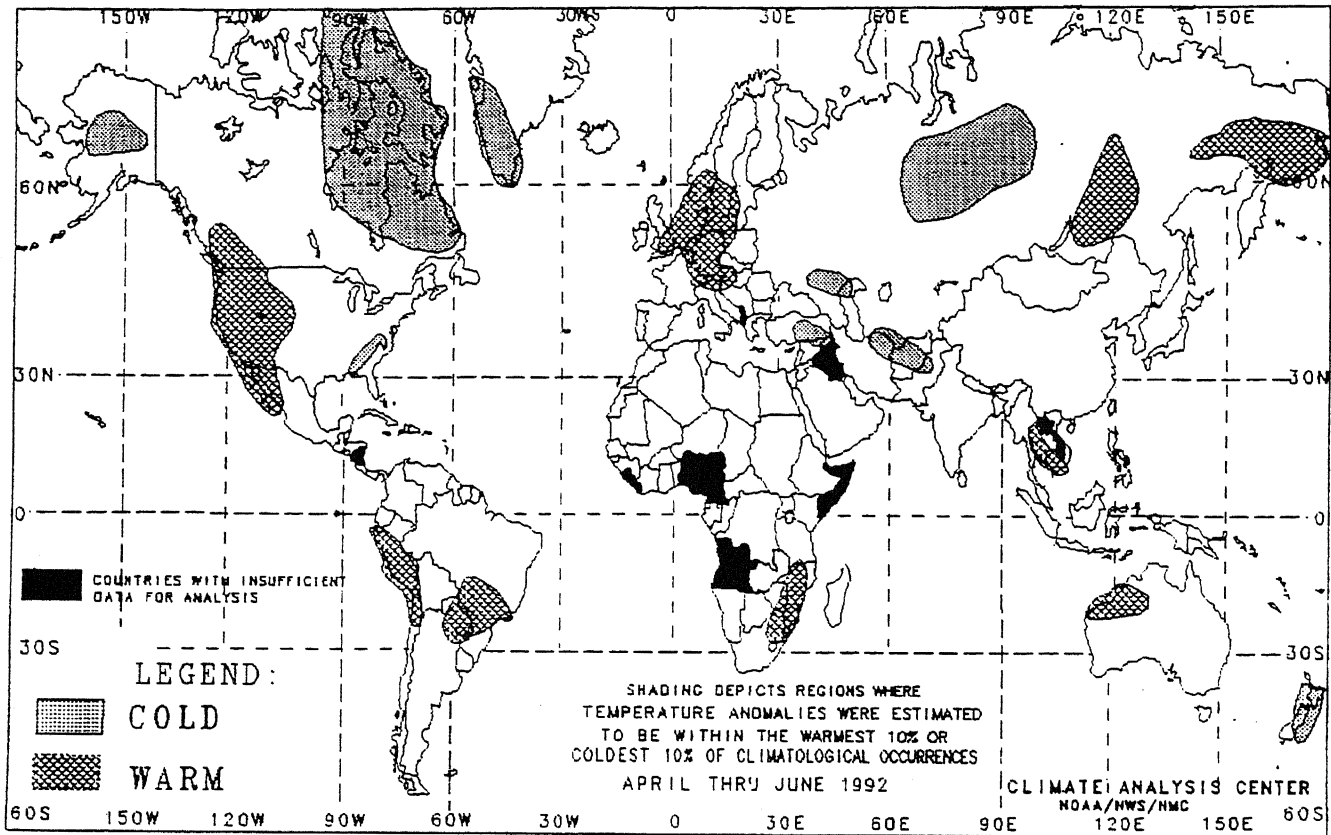 150W 120W 90W 60W 30W 0 30E 60E 90E 120E 150E
60N 60N
30N 30N
0 0
COUNTRIES WITH INSUFFICIENT
DATA FOR ANALYSIS
30S 30S
LEGEND:
COLD
WARM
SHADING DEPICTS REGIONS WHERE
TEMPERATURE ANOMALIES WERE ESTIMATED
TO BE WITHIN THE WARMEST 10% OR
COLDEST 10% OF CLIMATOLOGICAL OCCURRENCES
APRIL THRU JUNE 1992
CLIMATE ANALYSIS CENTER
NOAA/NWS/NMC
60S 150W 120W 90W 60W 30W 0 30E 60E 90E 120E 150E 60S